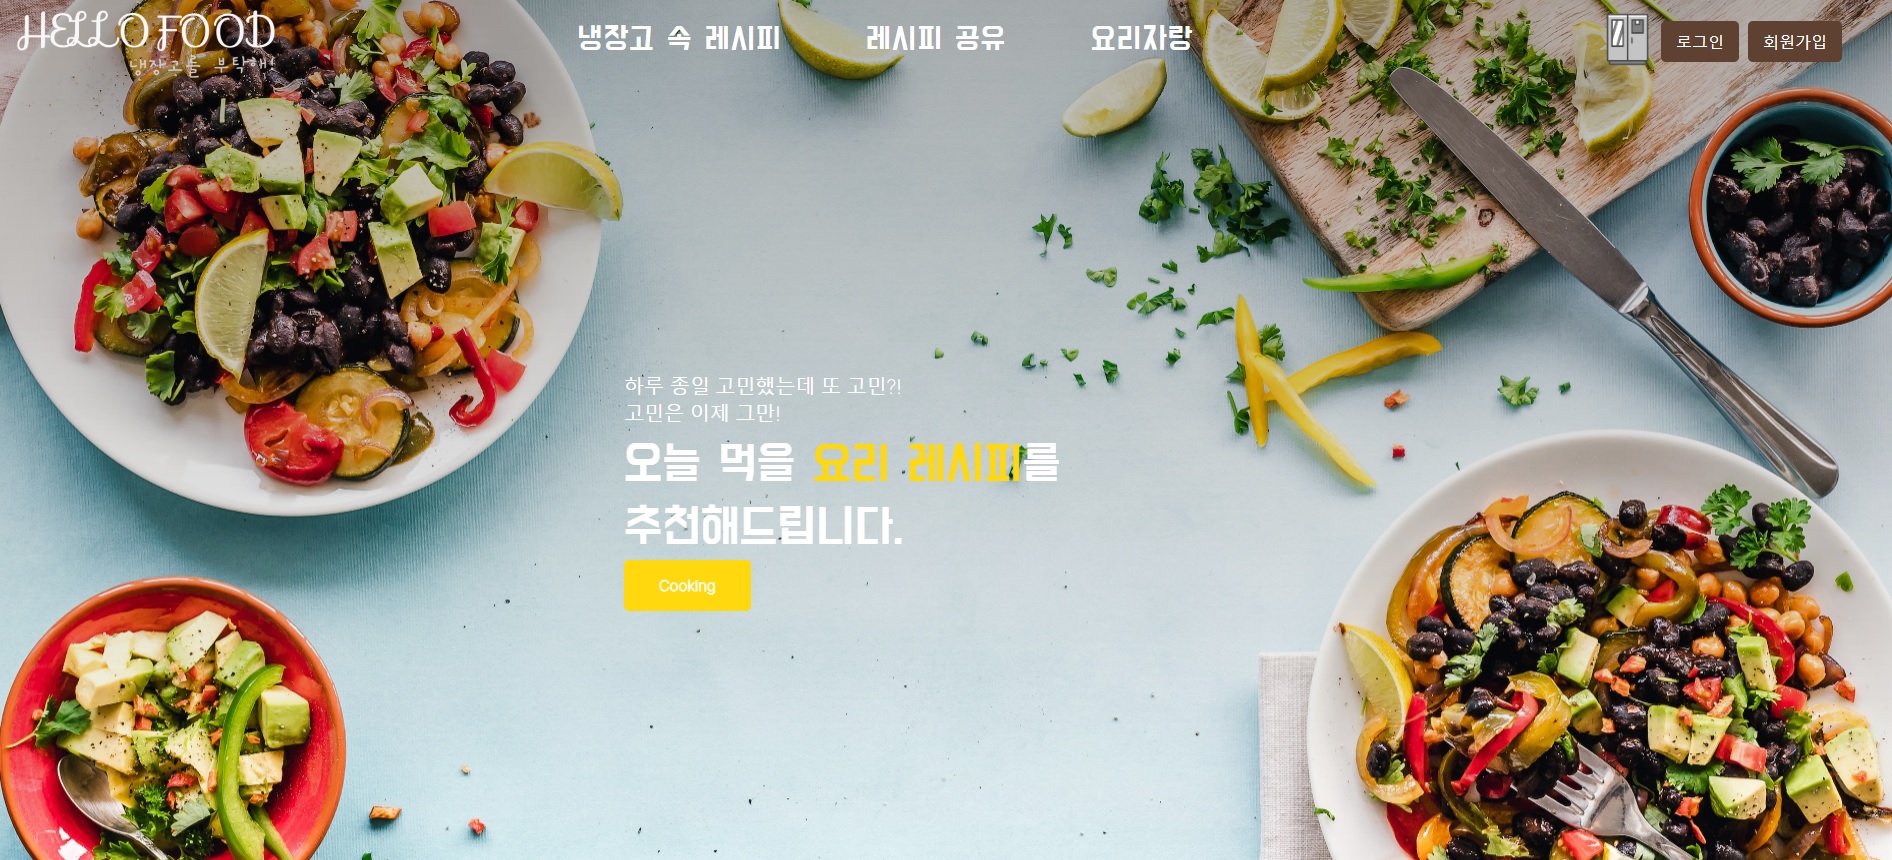 HELLO FOOD
냉장고를 부탁해!
냉장고 속 레시피
레시피 공유
요리자랑
로그인
회원가입
하루 종일 고민했는데 또 고민?!
고민은 이제 그만!
오늘 먹을 요리 레시피를
추천해드립니다.
Cooking